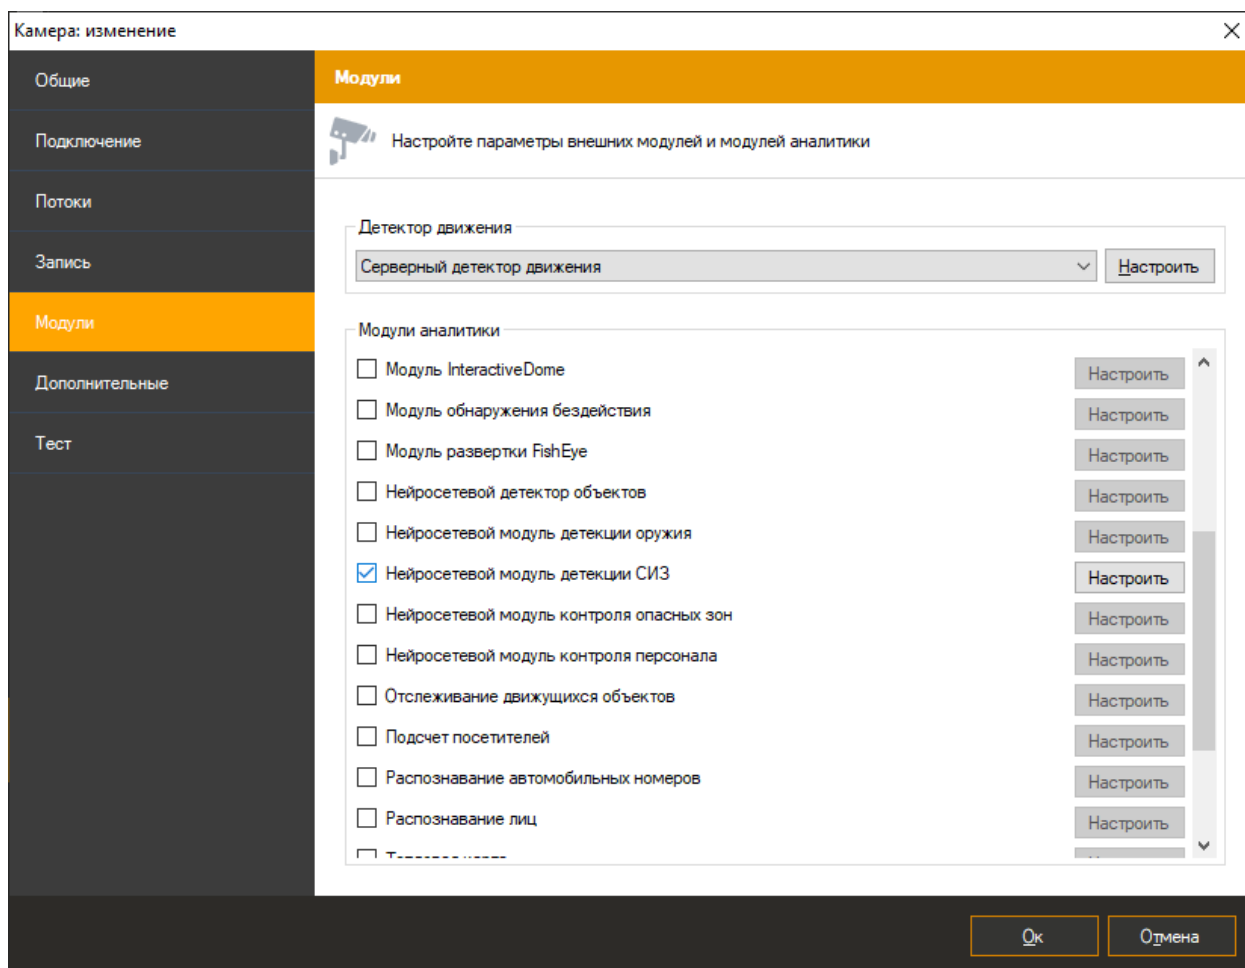 Камера: изменение
Общие
Подключение
Потоки
Запись
Модули
Дополнительные
Тест
Модули
Настройте параметры внешних модулей и модулей аналитики
Детектор движения
Серверный детектор движения Настроить
Модули аналитики
Модуль InteractiveDome Настроить
Модуль обнаружения бездействия Настроить
Модуль развертки FishEye Настроить
Нейросетевой детектор объектов Настроить
Нейросетевой модуль детекции оружия Настроить
Нейросетевой модуль детекции СИЗ Настроить
Нейросетевой модуль контроля опасных зон Настроить
Нейросетевой модуль контроля персонала Настроить
Отслеживание движущихся объектов Настроить
Подсчет посетителей Настроить
Распознавание автомобильных номеров Настроить
Распознавание лиц Настроить
Ок Отмена